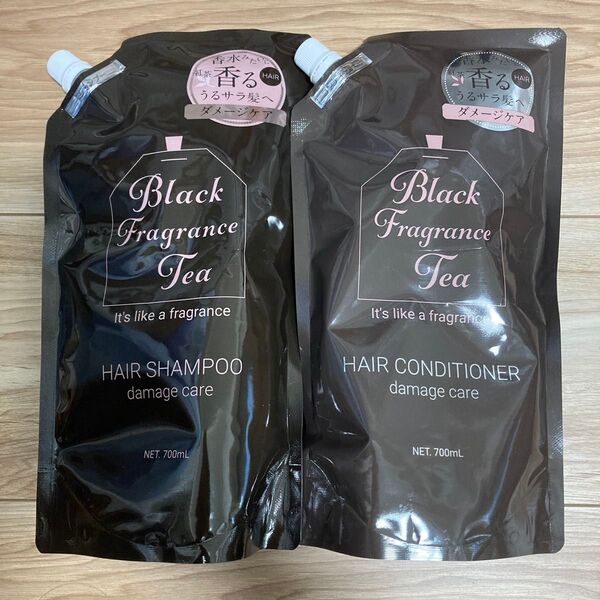 香水みたいに
紅茶
香る
HAIR
うるサラ髪へ
ダメージケア
Black
Fragrance
Tea
It's like a fragrance
HAIR SHAMPOO
damage care
NET. 700mL
香水みたいに
香る
HAIR
うるサラ髪へ
ダメージケア
Black
Fragrance
Tea
It's like a fragrance
HAIR CONDITIONER
damage care
NET. 700mL